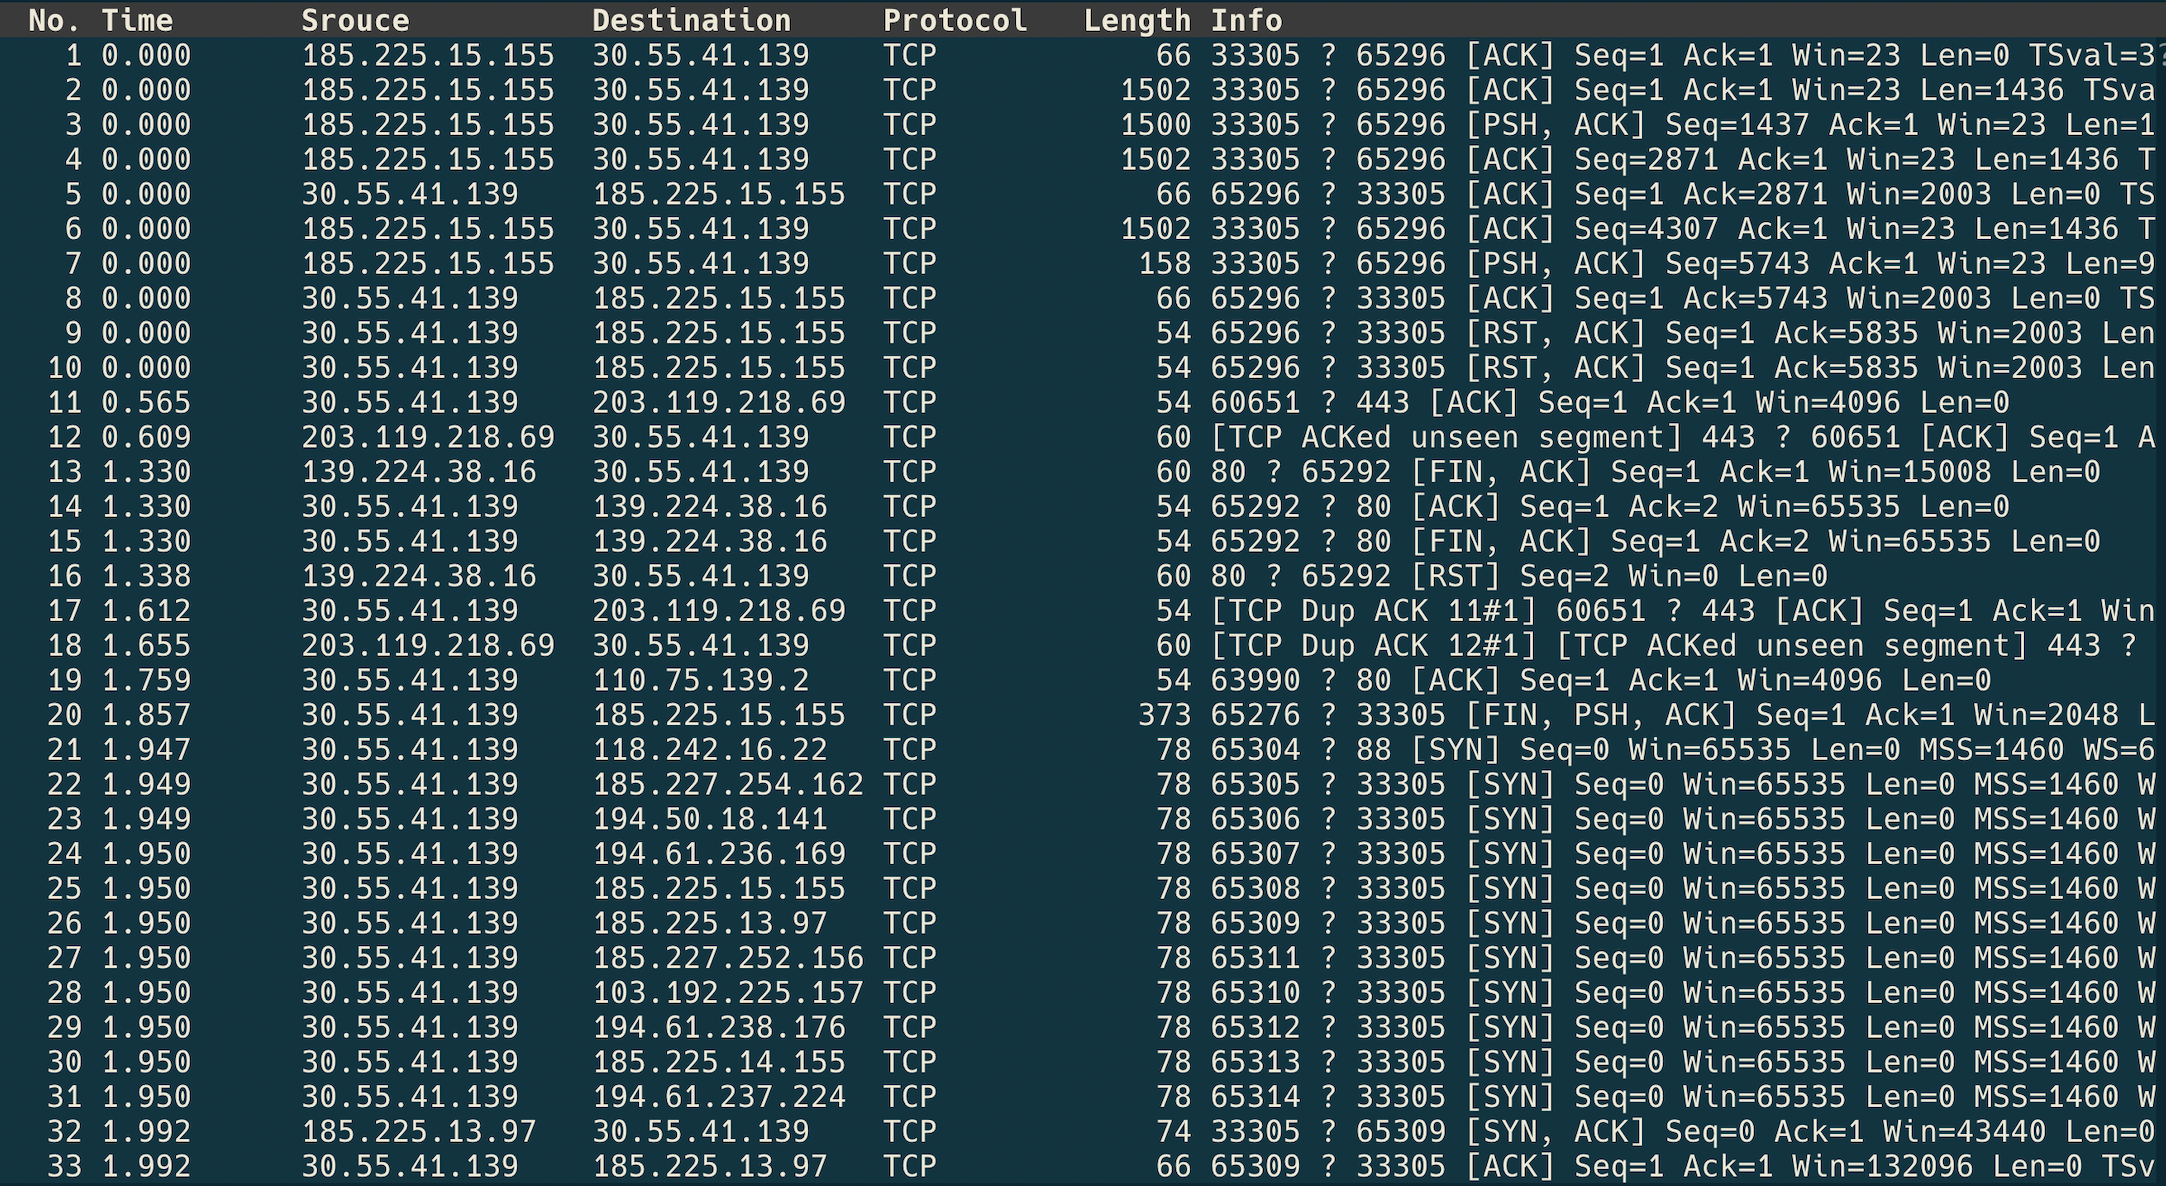 No. Time Srouce Destination Protocol Length Info
1 0.000 185.225.15.155 30.55.41.139 TCP 66 33305 ? 65296 [ACK] Seq=1 Ack=1 Win=23 Len=0 TSval=3?
2 0.000 185.225.15.155 30.55.41.139 TCP 1502 33305 ? 65296 [ACK] Seq=1 Ack=1 Win=23 Len=1436 TSva
3 0.000 185.225.15.155 30.55.41.139 TCP 1500 33305 ? 65296 [PSH, ACK] Seq=1437 Ack=1 Win=23 Len=1
4 0.000 185.225.15.155 30.55.41.139 TCP 1502 33305 ? 65296 [ACK] Seq=2871 Ack=1 Win=23 Len=1436 T
5 0.000 30.55.41.139 185.225.15.155 TCP 66 65296 ? 33305 [ACK] Seq=1 Ack=2871 Win=2003 Len=0 TS
6 0.000 185.225.15.155 30.55.41.139 TCP 1502 33305 ? 65296 [ACK] Seq=4307 Ack=1 Win=23 Len=1436 T
7 0.000 185.225.15.155 30.55.41.139 TCP 158 33305 ? 65296 [PSH, ACK] Seq=5743 Ack=1 Win=23 Len=9
8 0.000 30.55.41.139 185.225.15.155 TCP 66 65296 ? 33305 [ACK] Seq=1 Ack=5743 Win=2003 Len=0 TS
9 0.000 30.55.41.139 185.225.15.155 TCP 54 65296 ? 33305 [RST, ACK] Seq=1 Ack=5835 Win=2003 Len
10 0.000 30.55.41.139 185.225.15.155 TCP 54 65296 ? 33305 [RST, ACK] Seq=1 Ack=5835 Win=2003 Len
11 0.565 30.55.41.139 203.119.218.69 TCP 54 60651 ? 443 [ACK] Seq=1 Ack=1 Win=4096 Len=0
12 0.609 203.119.218.69 30.55.41.139 TCP 60 [TCP ACKed unseen segment] 443 ? 60651 [ACK] Seq=1 A
13 1.330 139.224.38.16 30.55.41.139 TCP 60 80 ? 65292 [FIN, ACK] Seq=1 Ack=1 Win=15008 Len=0
14 1.330 30.55.41.139 139.224.38.16 TCP 54 65292 ? 80 [ACK] Seq=1 Ack=2 Win=65535 Len=0
15 1.330 30.55.41.139 139.224.38.16 TCP 54 65292 ? 80 [FIN, ACK] Seq=1 Ack=2 Win=65535 Len=0
16 1.338 139.224.38.16 30.55.41.139 TCP 60 80 ? 65292 [RST] Seq=2 Win=0 Len=0
17 1.612 30.55.41.139 203.119.218.69 TCP 54 [TCP Dup ACK 11#1] 60651 ? 443 [ACK] Seq=1 Ack=1 Win
18 1.655 203.119.218.69 30.55.41.139 TCP 60 [TCP Dup ACK 12#1] [TCP ACKed unseen segment] 443 ?
19 1.759 30.55.41.139 110.75.139.2 TCP 54 63990 ? 80 [ACK] Seq=1 Ack=1 Win=4096 Len=0
20 1.857 30.55.41.139 185.225.15.155 TCP 373 65276 ? 33305 [FIN, PSH, ACK] Seq=1 Ack=1 Win=2048 L
21 1.947 30.55.41.139 118.242.16.22 TCP 78 65304 ? 88 [SYN] Seq=0 Win=65535 Len=0 MSS=1460 WS=6
22 1.949 30.55.41.139 185.227.254.162 TCP 78 65305 ? 33305 [SYN] Seq=0 Win=65535 Len=0 MSS=1460 W
23 1.949 30.55.41.139 194.50.18.141 TCP 78 65306 ? 33305 [SYN] Seq=0 Win=65535 Len=0 MSS=1460 W
24 1.950 30.55.41.139 194.61.236.169 TCP 78 65307 ? 33305 [SYN] Seq=0 Win=65535 Len=0 MSS=1460 W
25 1.950 30.55.41.139 185.225.15.155 TCP 78 65308 ? 33305 [SYN] Seq=0 Win=65535 Len=0 MSS=1460 W
26 1.950 30.55.41.139 185.225.13.97 TCP 78 65309 ? 33305 [SYN] Seq=0 Win=65535 Len=0 MSS=1460 W
27 1.950 30.55.41.139 185.227.252.156 TCP 78 65311 ? 33305 [SYN] Seq=0 Win=65535 Len=0 MSS=1460 W
28 1.950 30.55.41.139 103.192.225.157 TCP 78 65310 ? 33305 [SYN] Seq=0 Win=65535 Len=0 MSS=1460 W
29 1.950 30.55.41.139 194.61.238.176 TCP 78 65312 ? 33305 [SYN] Seq=0 Win=65535 Len=0 MSS=1460 W
30 1.950 30.55.41.139 185.225.14.155 TCP 78 65313 ? 33305 [SYN] Seq=0 Win=65535 Len=0 MSS=1460 W
31 1.950 30.55.41.139 194.61.237.224 TCP 78 65314 ? 33305 [SYN] Seq=0 Win=65535 Len=0 MSS=1460 W
32 1.992 185.225.13.97 30.55.41.139 TCP 74 33305 ? 65309 [SYN, ACK] Seq=0 Ack=1 Win=43440 Len=0
33 1.992 30.55.41.139 185.225.13.97 TCP 66 65309 ? 33305 [ACK] Seq=1 Ack=1 Win=132096 Len=0 TSv